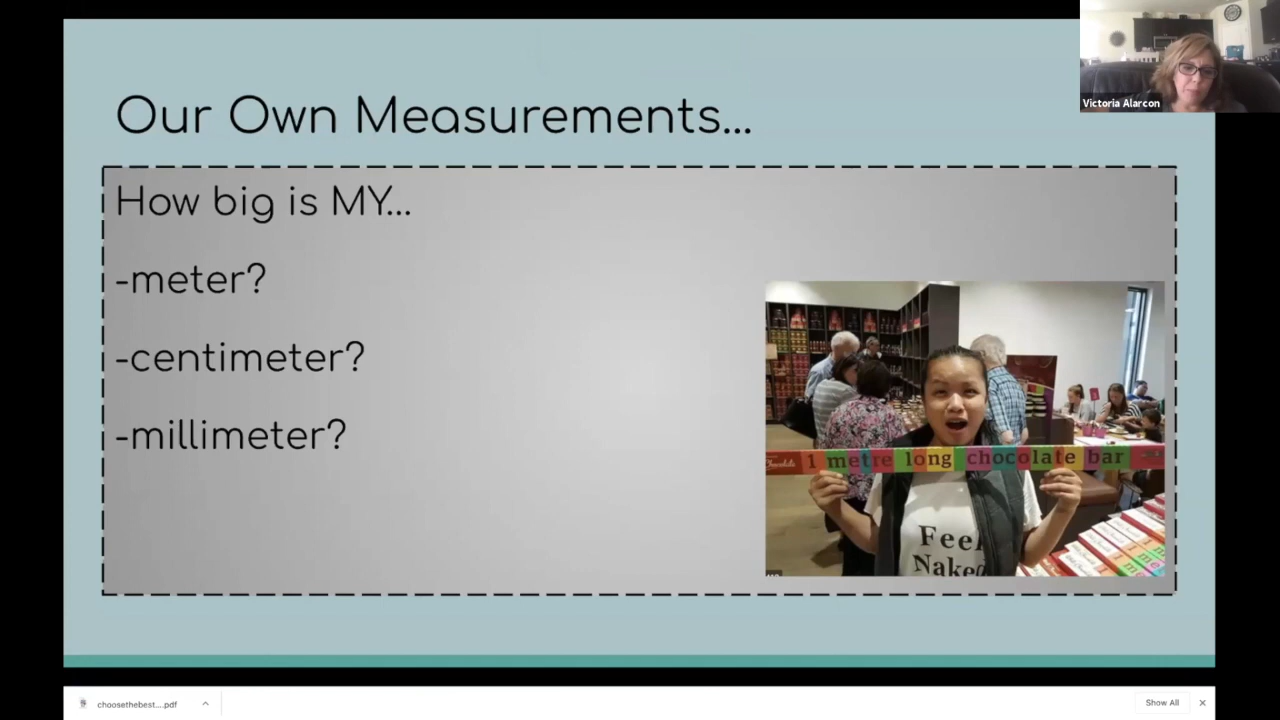 Our Own Measurements...
Victoria Alarcon
How big is MY...
-meter?
-centimeter?
-millimeter?
Chocolate 1 metre long chocolate bar
Feel
Naked
choosethebest....pdf
Show All